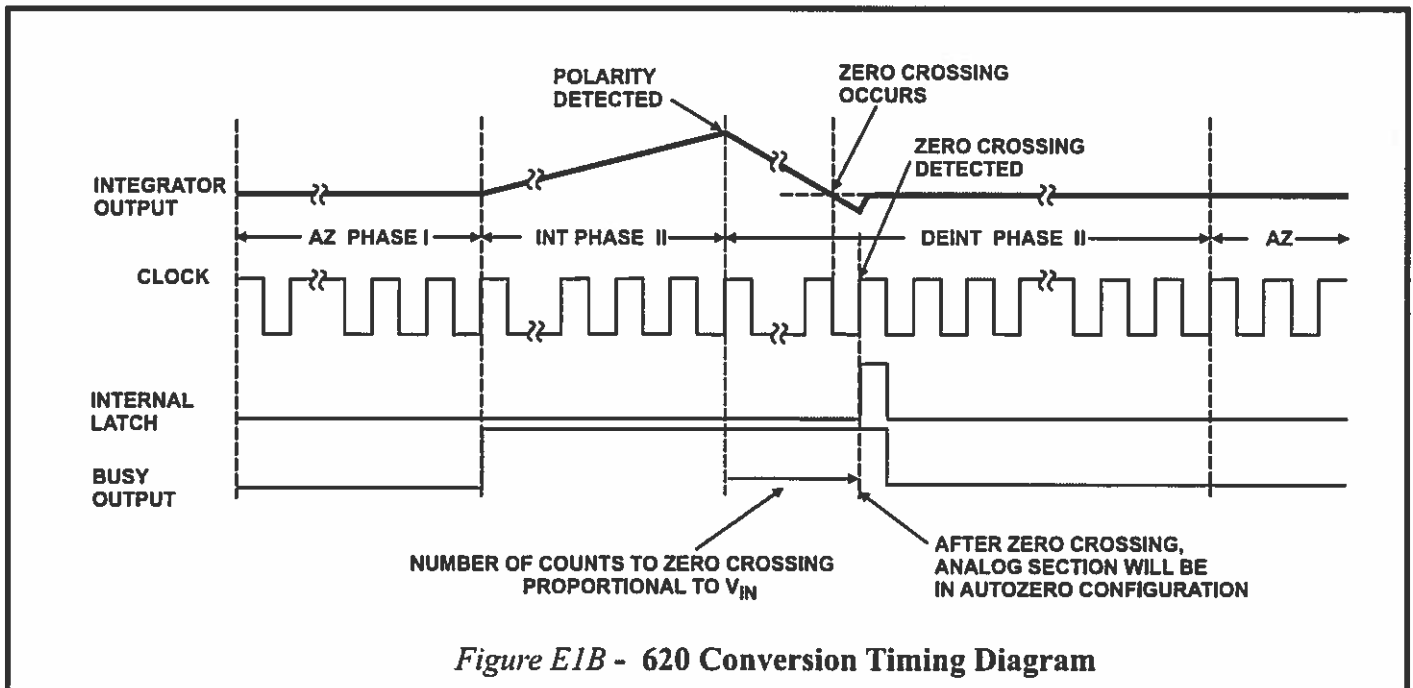 POLARITY
DETECTED
ZERO CROSSING
OCCURS
ZERO CROSSING
DETECTED
INTEGRATOR
OUTPUT
AZ PHASE I
INT PHASE II
DEINT PHASE II
AZ
CLOCK
INTERNAL
LATCH
BUSY
OUTPUT
NUMBER OF COUNTS TO ZERO CROSSING
PROPORTIONAL TO VIN
AFTER ZERO CROSSING,
ANALOG SECTION WILL BE
IN AUTOZERO CONFIGURATION
Figure E1B - 620 Conversion Timing Diagram